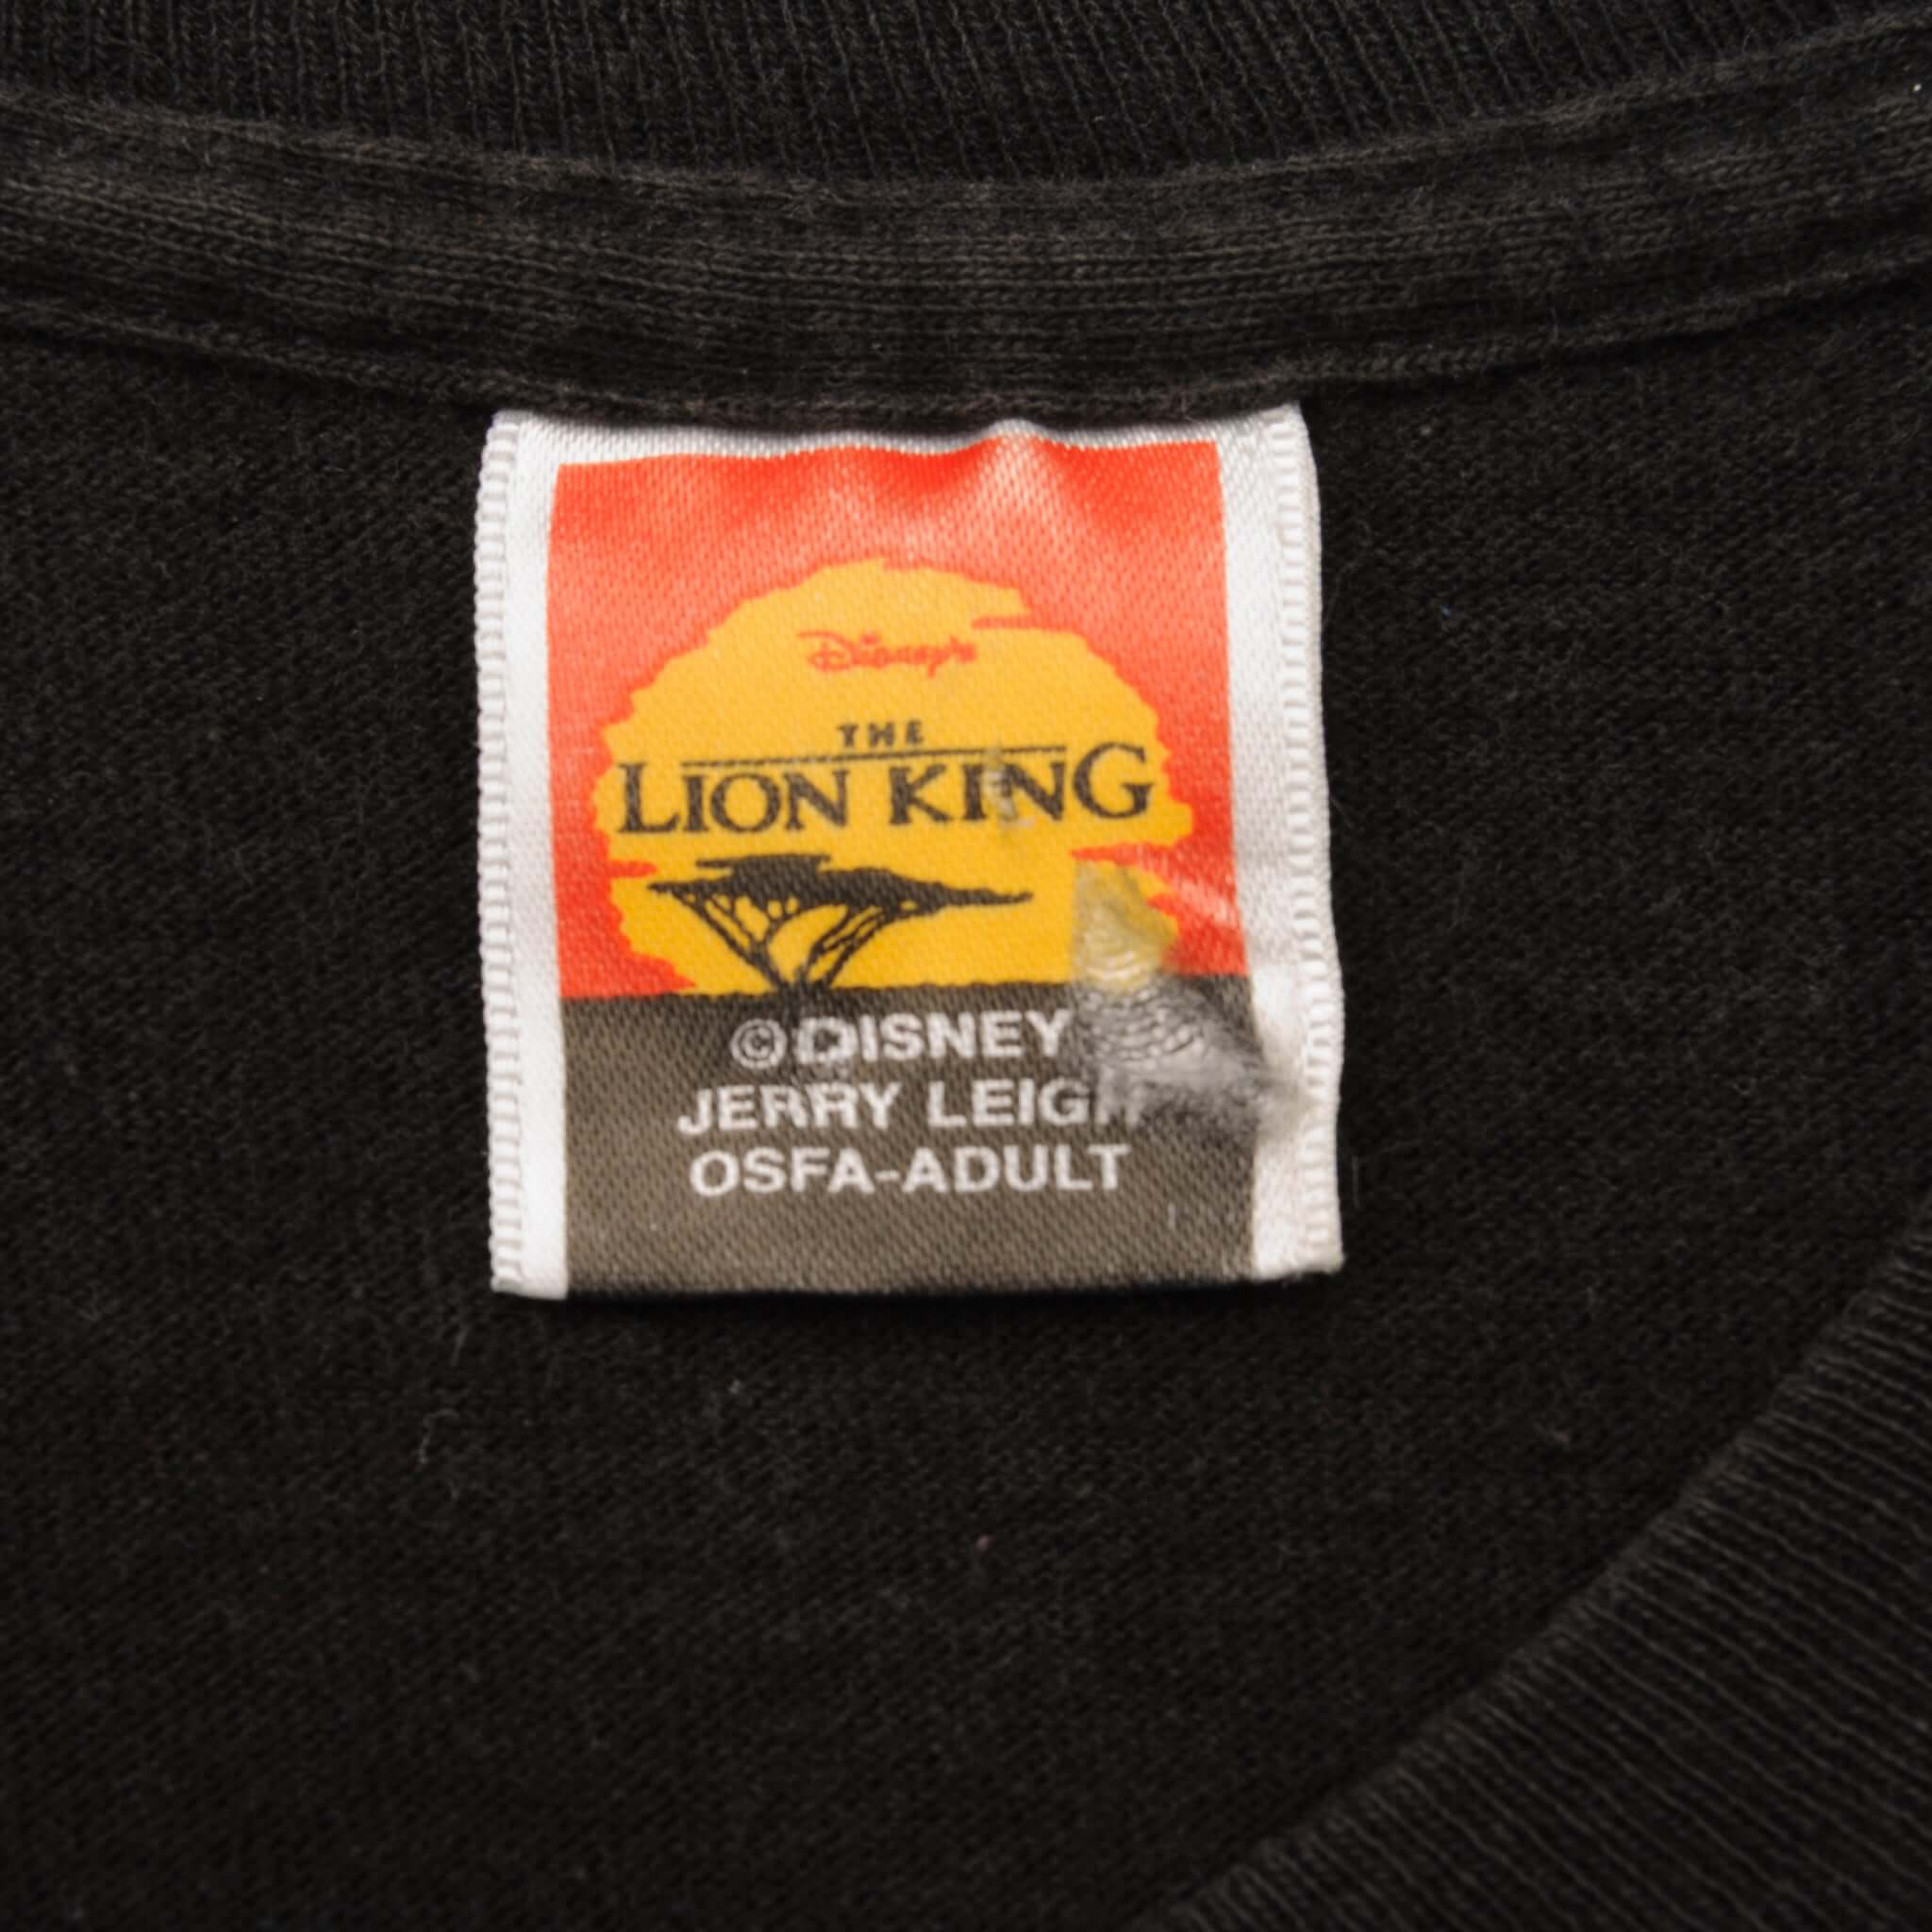 Disney's
THE
LION KING
©DISNEY
JERRY LEIGH
OSFA-ADULT